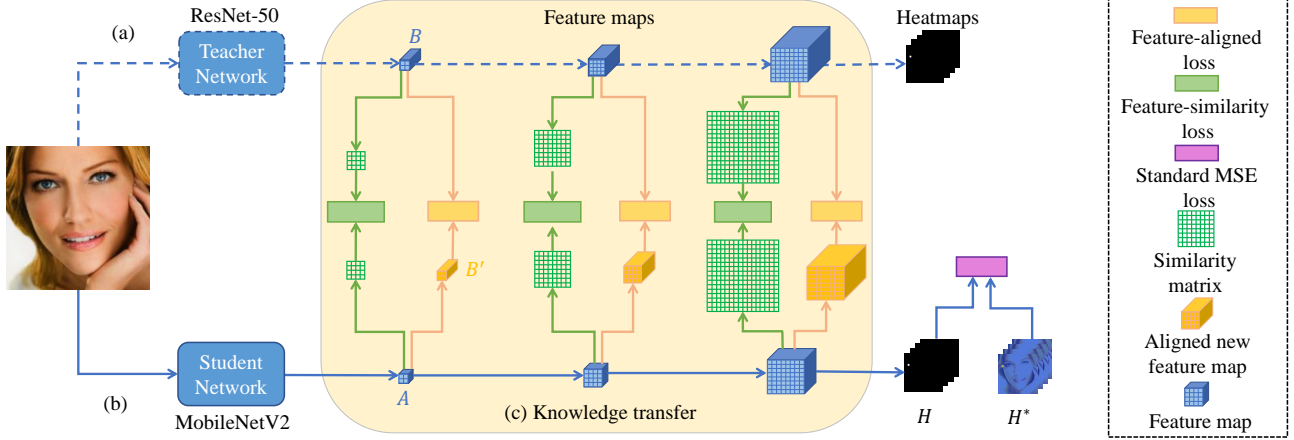 ResNet-50
(a)
Teacher
Network
Feature maps
B
Heatmaps
B′
Student
Network
(b)
MobileNetV2
A
(c) Knowledge transfer
H
H*
Feature-aligned
loss
Feature-similarity
loss
Standard MSE
loss
Similarity
matrix
Aligned new
feature map
Feature map